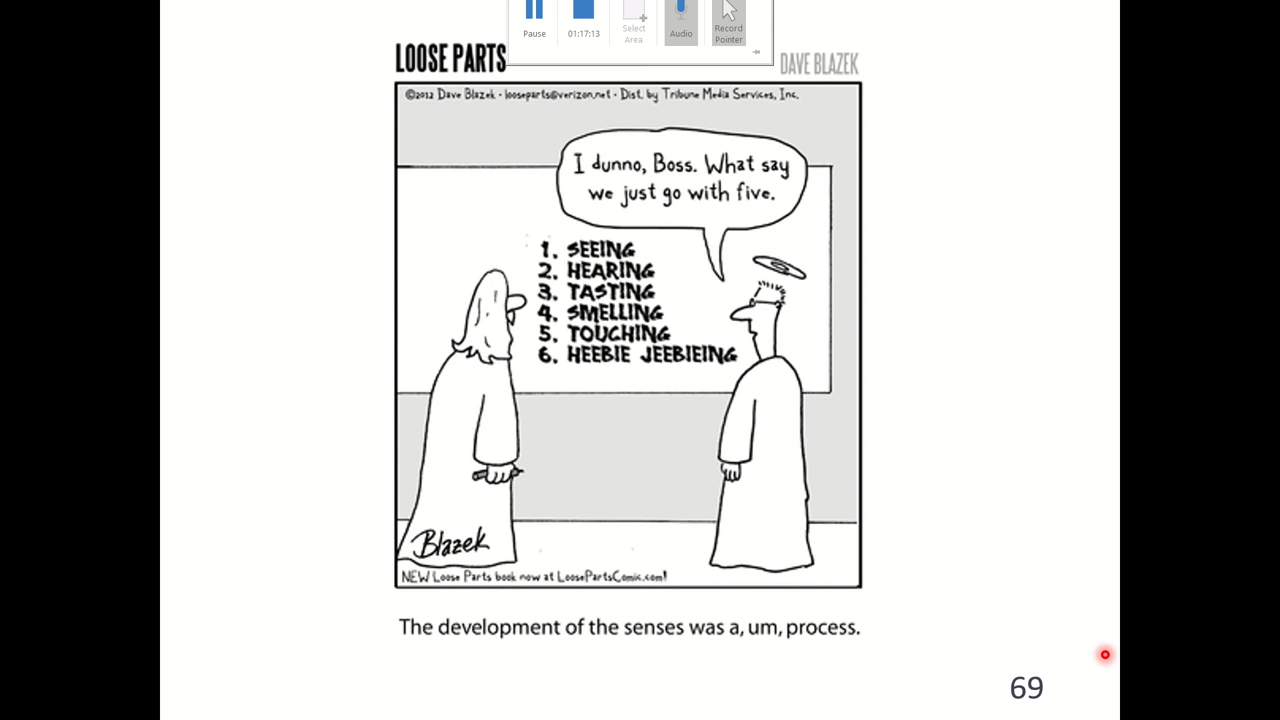 Pause
01:17:13
Select
Area
Audio
Record
Pointer
LOOSE PARTS
DAVE BLAZEK
©2012 Dave Blazek - looseparts@verizon.net - Dist. by Tribune Media Services, Inc.
I dunno, Boss. What say
we just go with five.
1. SEEING
2. HEARING
3. TASTING
4. SMELLING
5. TOUCHING
6. HEEBIE JEEBIEING
Blazek
NEW Loose Parts book now at LoosePartsComic.com!
The development of the senses was a, um, process.
69